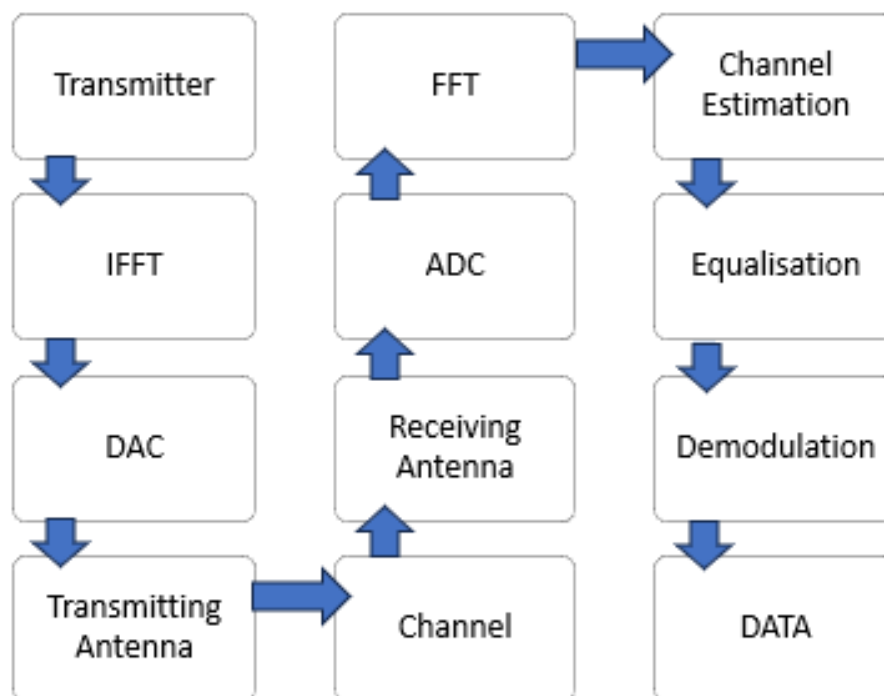 Transmitter
IFFT
DAC
Transmitting
Antenna
Channel
Receiving
Antenna
ADC
FFT
Channel
Estimation
Equalisation
Demodulation
DATA